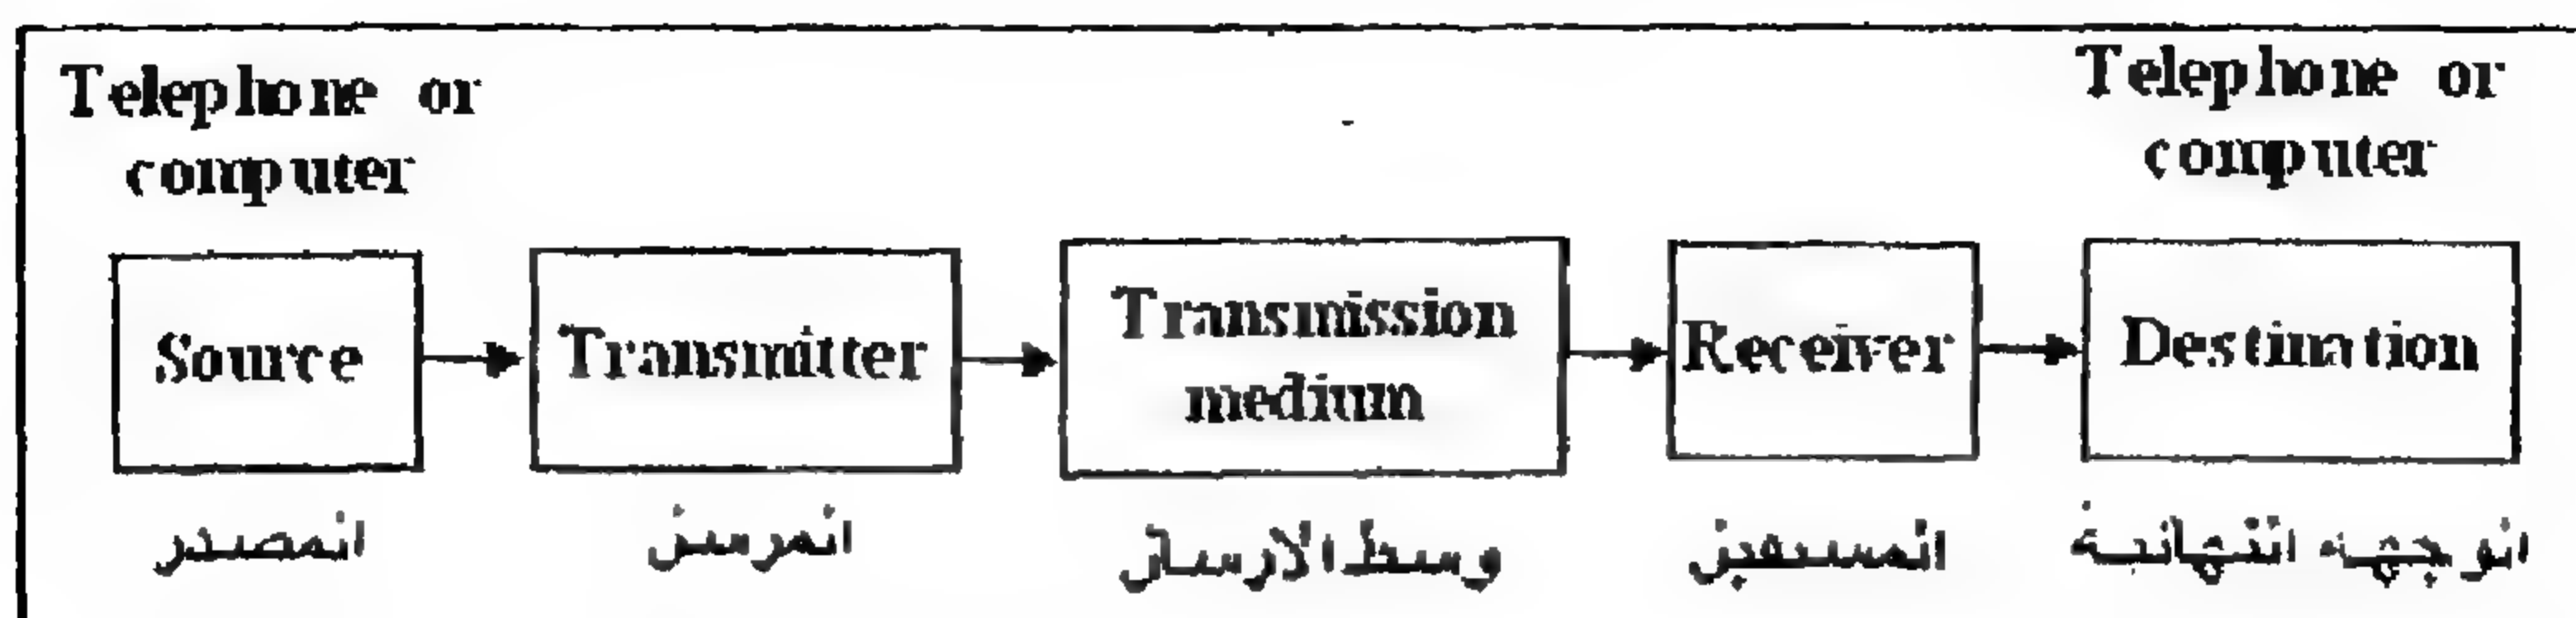 Telephone or
computer
Telephone or
computer
Source
Transmitter
Transmission
medium
Receiver
Destination
المصدر
المرسل
وسط الارسال
المستقبل
الوجهه النهائية